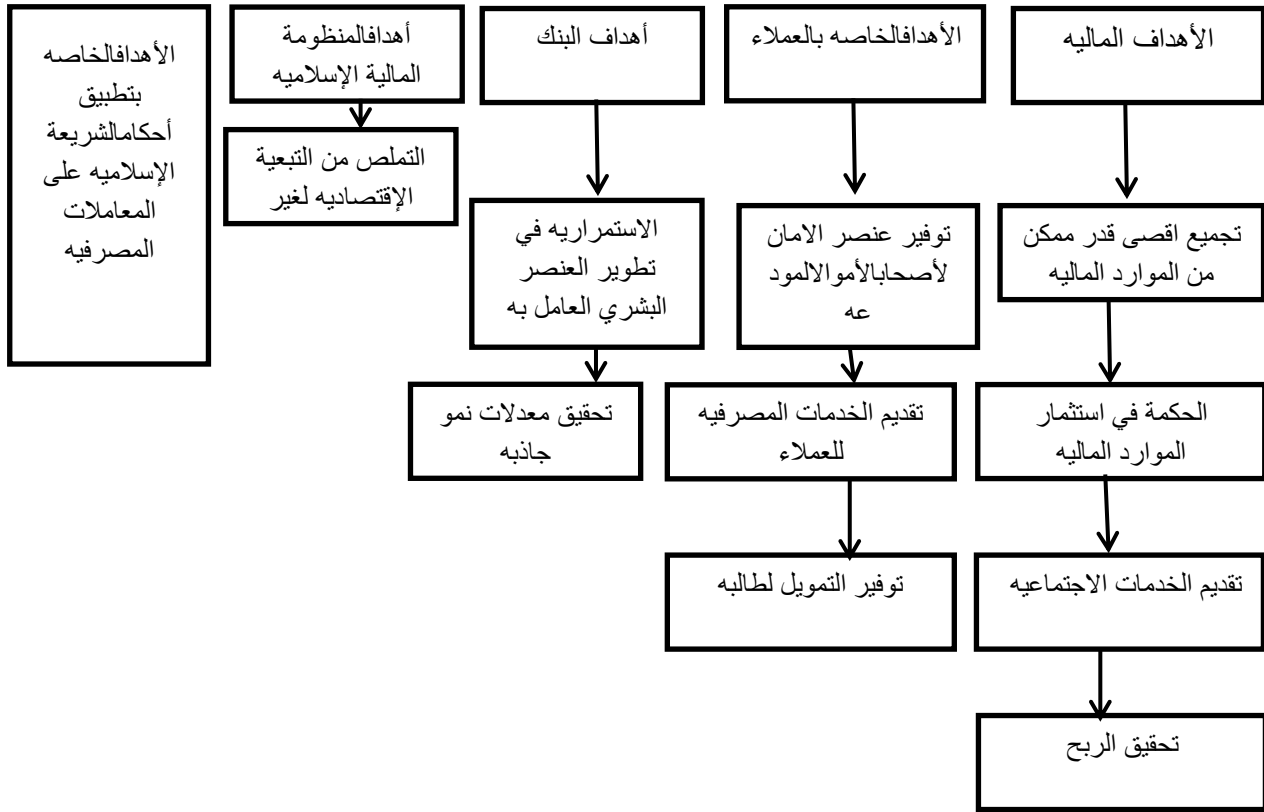 الأهداف الماليه
تجميع اقصى قدر ممكن
من الموارد الماليه
الحكمة في استثمار
الموارد الماليه
تقديم الخدمات الاجتماعيه
تحقيق الربح
الأهدافالخاصه بالعملاء
توفير عنصر الامان
لأصحابالأموالالمود
عه
تقديم الخدمات المصرفيه
للعملاء
توفير التمويل لطالبه
أهداف البنك
الاستمراريه في
تطوير العنصر
البشري العامل به
تحقيق معدلات نمو
جاذبه
أهدافالمنظومة
المالية الإسلاميه
التملص من التبعية
الإقتصاديه لغير
الأهدافالخاصه
بتطبيق
أحكامالشريعة
الإسلاميه على
المعاملات
المصرفيه